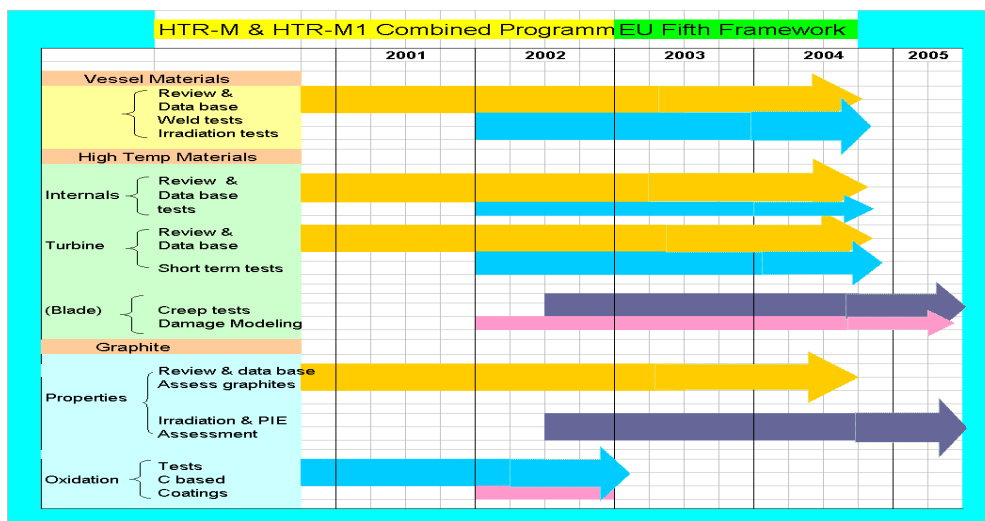 HTR-M & HTR-M1 Combined Programm EU Fifth Framework
2001 2002 2003 2004 2005
Vessel Materials
Review &
Data base
Weld tests
Irradiation tests
High Temp Materials
Internals
Review &
Data base
tests
Turbine
Review &
Data base
Short term tests
(Blade)
Creep tests
Damage Modeling
Graphite
Properties
Review & data base
Assess graphites
Irradiation & PIE
Assessment
Oxidation
Tests
C based
Coatings